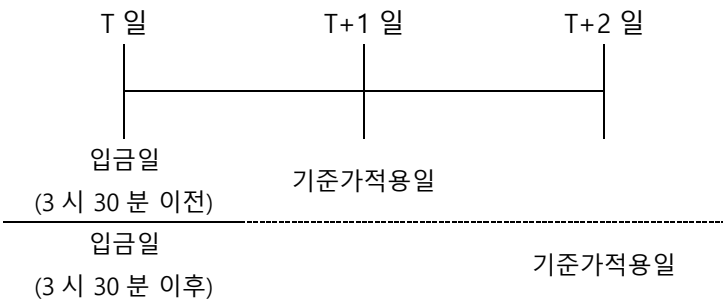 T 일 T+1 일 T+2 일
입금일
(3 시 30 분 이전)
기준가적용일
입금일
(3 시 30 분 이후)
기준가적용일